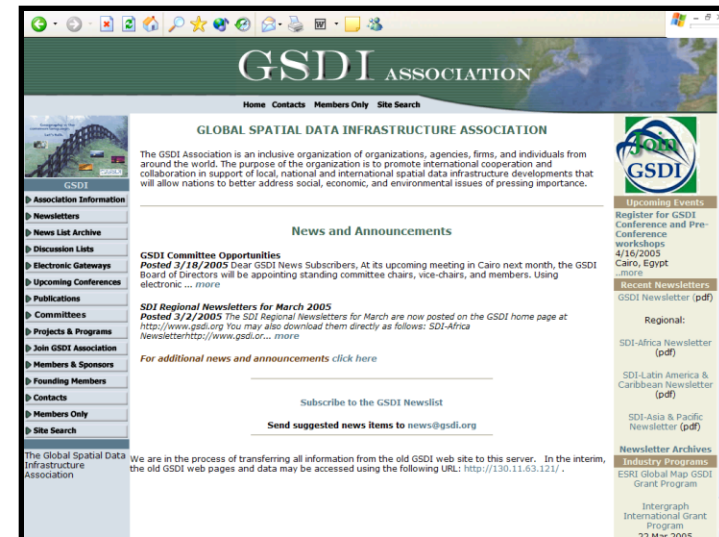 GSDI ASSOCIATION
Home Contacts Members Only Site Search
GSDI
Association Information
Newsletters
News List Archive
Discussion Lists
Electronic Gateways
Upcoming Conferences
Publications
Committees
Projects & Programs
Join GSDI Association
Members & Sponsors
Founding Members
Contacts
Members Only
Site Search
The Global Spatial Data
Infrastructure
Association
GLOBAL SPATIAL DATA INFRASTRUCTURE ASSOCIATION
The GSDI Association is an inclusive organization of organizations, agencies, firms, and individuals from
around the world. The purpose of the organization is to promote international cooperation and
collaboration in support of local, national and international spatial data infrastructure developments that
will allow nations to better address social, economic, and environmental issues of pressing importance.
News and Announcements
GSDI Committee Opportunities
Posted 3/18/2005 Dear GSDI News Subscribers, At its upcoming meeting in Cairo next month, the GSDI
Board of Directors will be appointing standing committee chairs, vice-chairs, and members. Using
electronic ... more
SDI Regional Newsletters for March 2005
Posted 3/2/2005 The SDI Regional Newsletters for March are now posted on the GSDI home page at
http://www.gsdi.org You may also download them directly as follows: SDI-Africa
Newsletterhttp://www.gsdi.or... more
For additional news and announcements click here
Subscribe to the GSDI Newslist
Send suggested news items to news@gsdi.org
We are in the process of transferring all information from the old GSDI web site to this server. In the interim,
the old GSDI web pages and data may be accessed using the following URL: http://130.11.63.121/ .
Join
GSDI
Upcoming Events
Register for GSDI
Conference and Pre-
Conference
workshops
4/16/2005
Cairo, Egypt
..more
Recent Newsletters
GSDI Newsletter (pdf)
Regional:
SDI-Africa Newsletter
(pdf)
SDI-Latin America &
Caribbean Newsletter
(pdf)
SDI-Asia & Pacific
Newsletter (pdf)
Newsletter Archives
Industry Programs
ESRI Global Map GSDI
Grant Program
Intergraph
International Grant
Program
22 Mar 2005